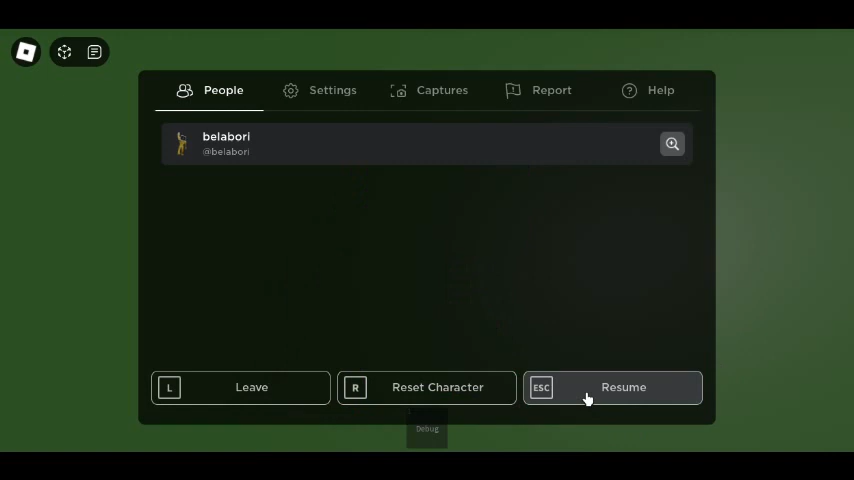 People
Settings
Captures
Report
Help
belabori
@belabori
L
Leave
R
Reset Character
ESC
Resume
Debug